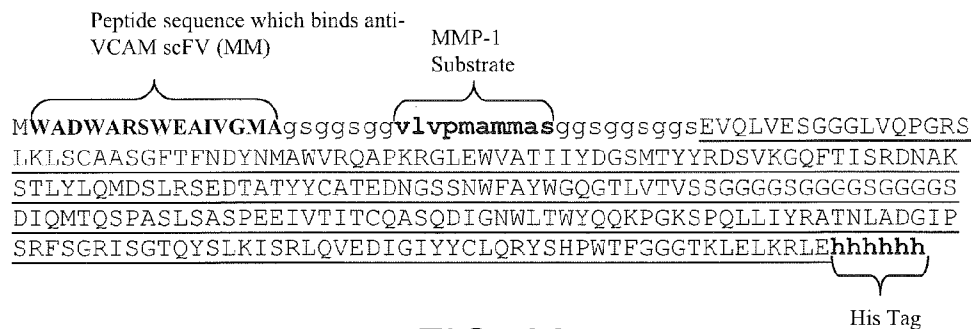 Peptide sequence which binds anti-
VCAM scFV (MM)
MMP-1
Substrate
MWADWARSWEAIVGMAgsggsggvlvpmammasggsggsggsEVQLVESGGGLVQPGRS
LKLSCAASGFTFNDYNMAWVRQAPKRGLEWVATIIYDGSMTYYRDSVKGQFTISRDNAK
STLYLQMDSLRSEDTATYYCATEDNGSSNWFAYWGQGTLVTVSSGGGGSGGGGSGGGGS
DIQMTQSPASLSASPEEIVTITCQASQDIGNWLTWYQQKPGKSPQLLIYRATNLADGIP
SRFSGRISGTQYSLKISRLQVEDIGIYYCLQRYSHPWTFGGGTKLELKRLEhhhhhh
His Tag